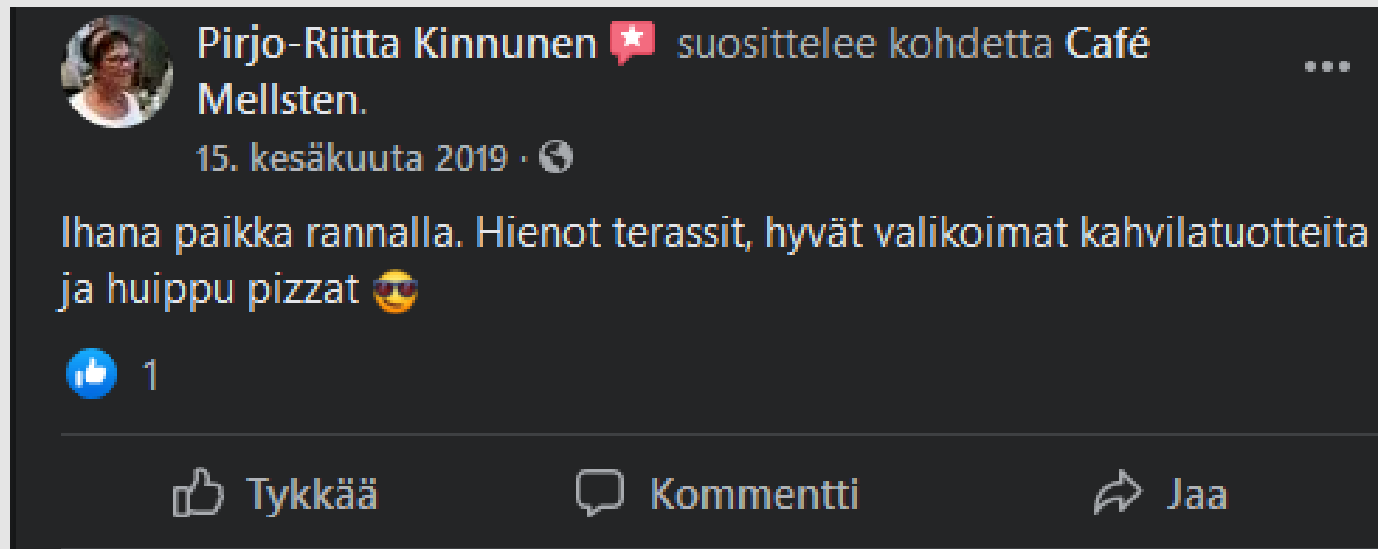 Pirjo-Riitta Kinnunen suosittelee kohdetta Café
Mellsten.
15. kesäkuuta 2019 ·
Ihana paikka rannalla. Hienot terassit, hyvät valikoimat kahvilatuotteita
ja huippu pizzat 😎
1
Tykkää Kommentti Jaa